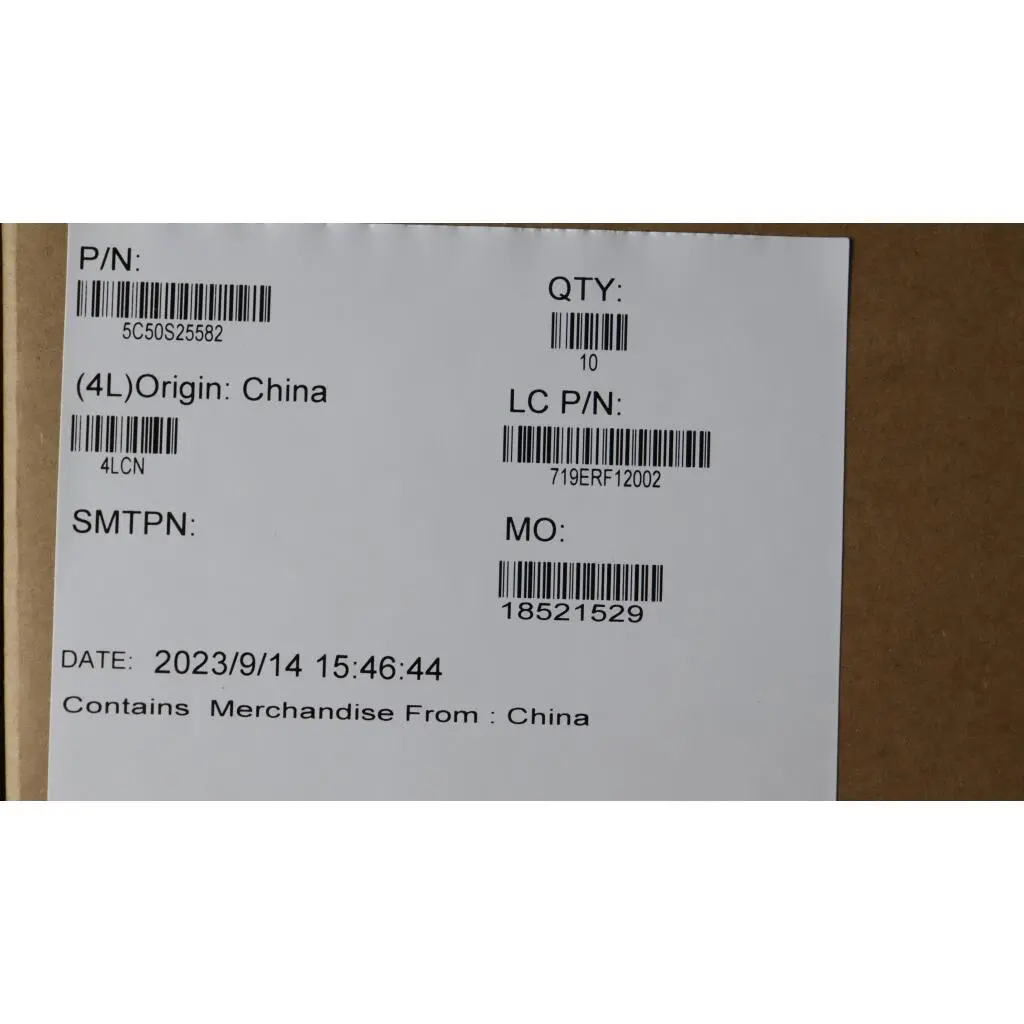 P/N:
5C50S25582
QTY:
10
(4L)Origin: China
4LCN
LC P/N:
719ERF12002
SMTPN:
MO:
18521529
DATE: 2023/9/14 15:46:44
Contains Merchandise From : China